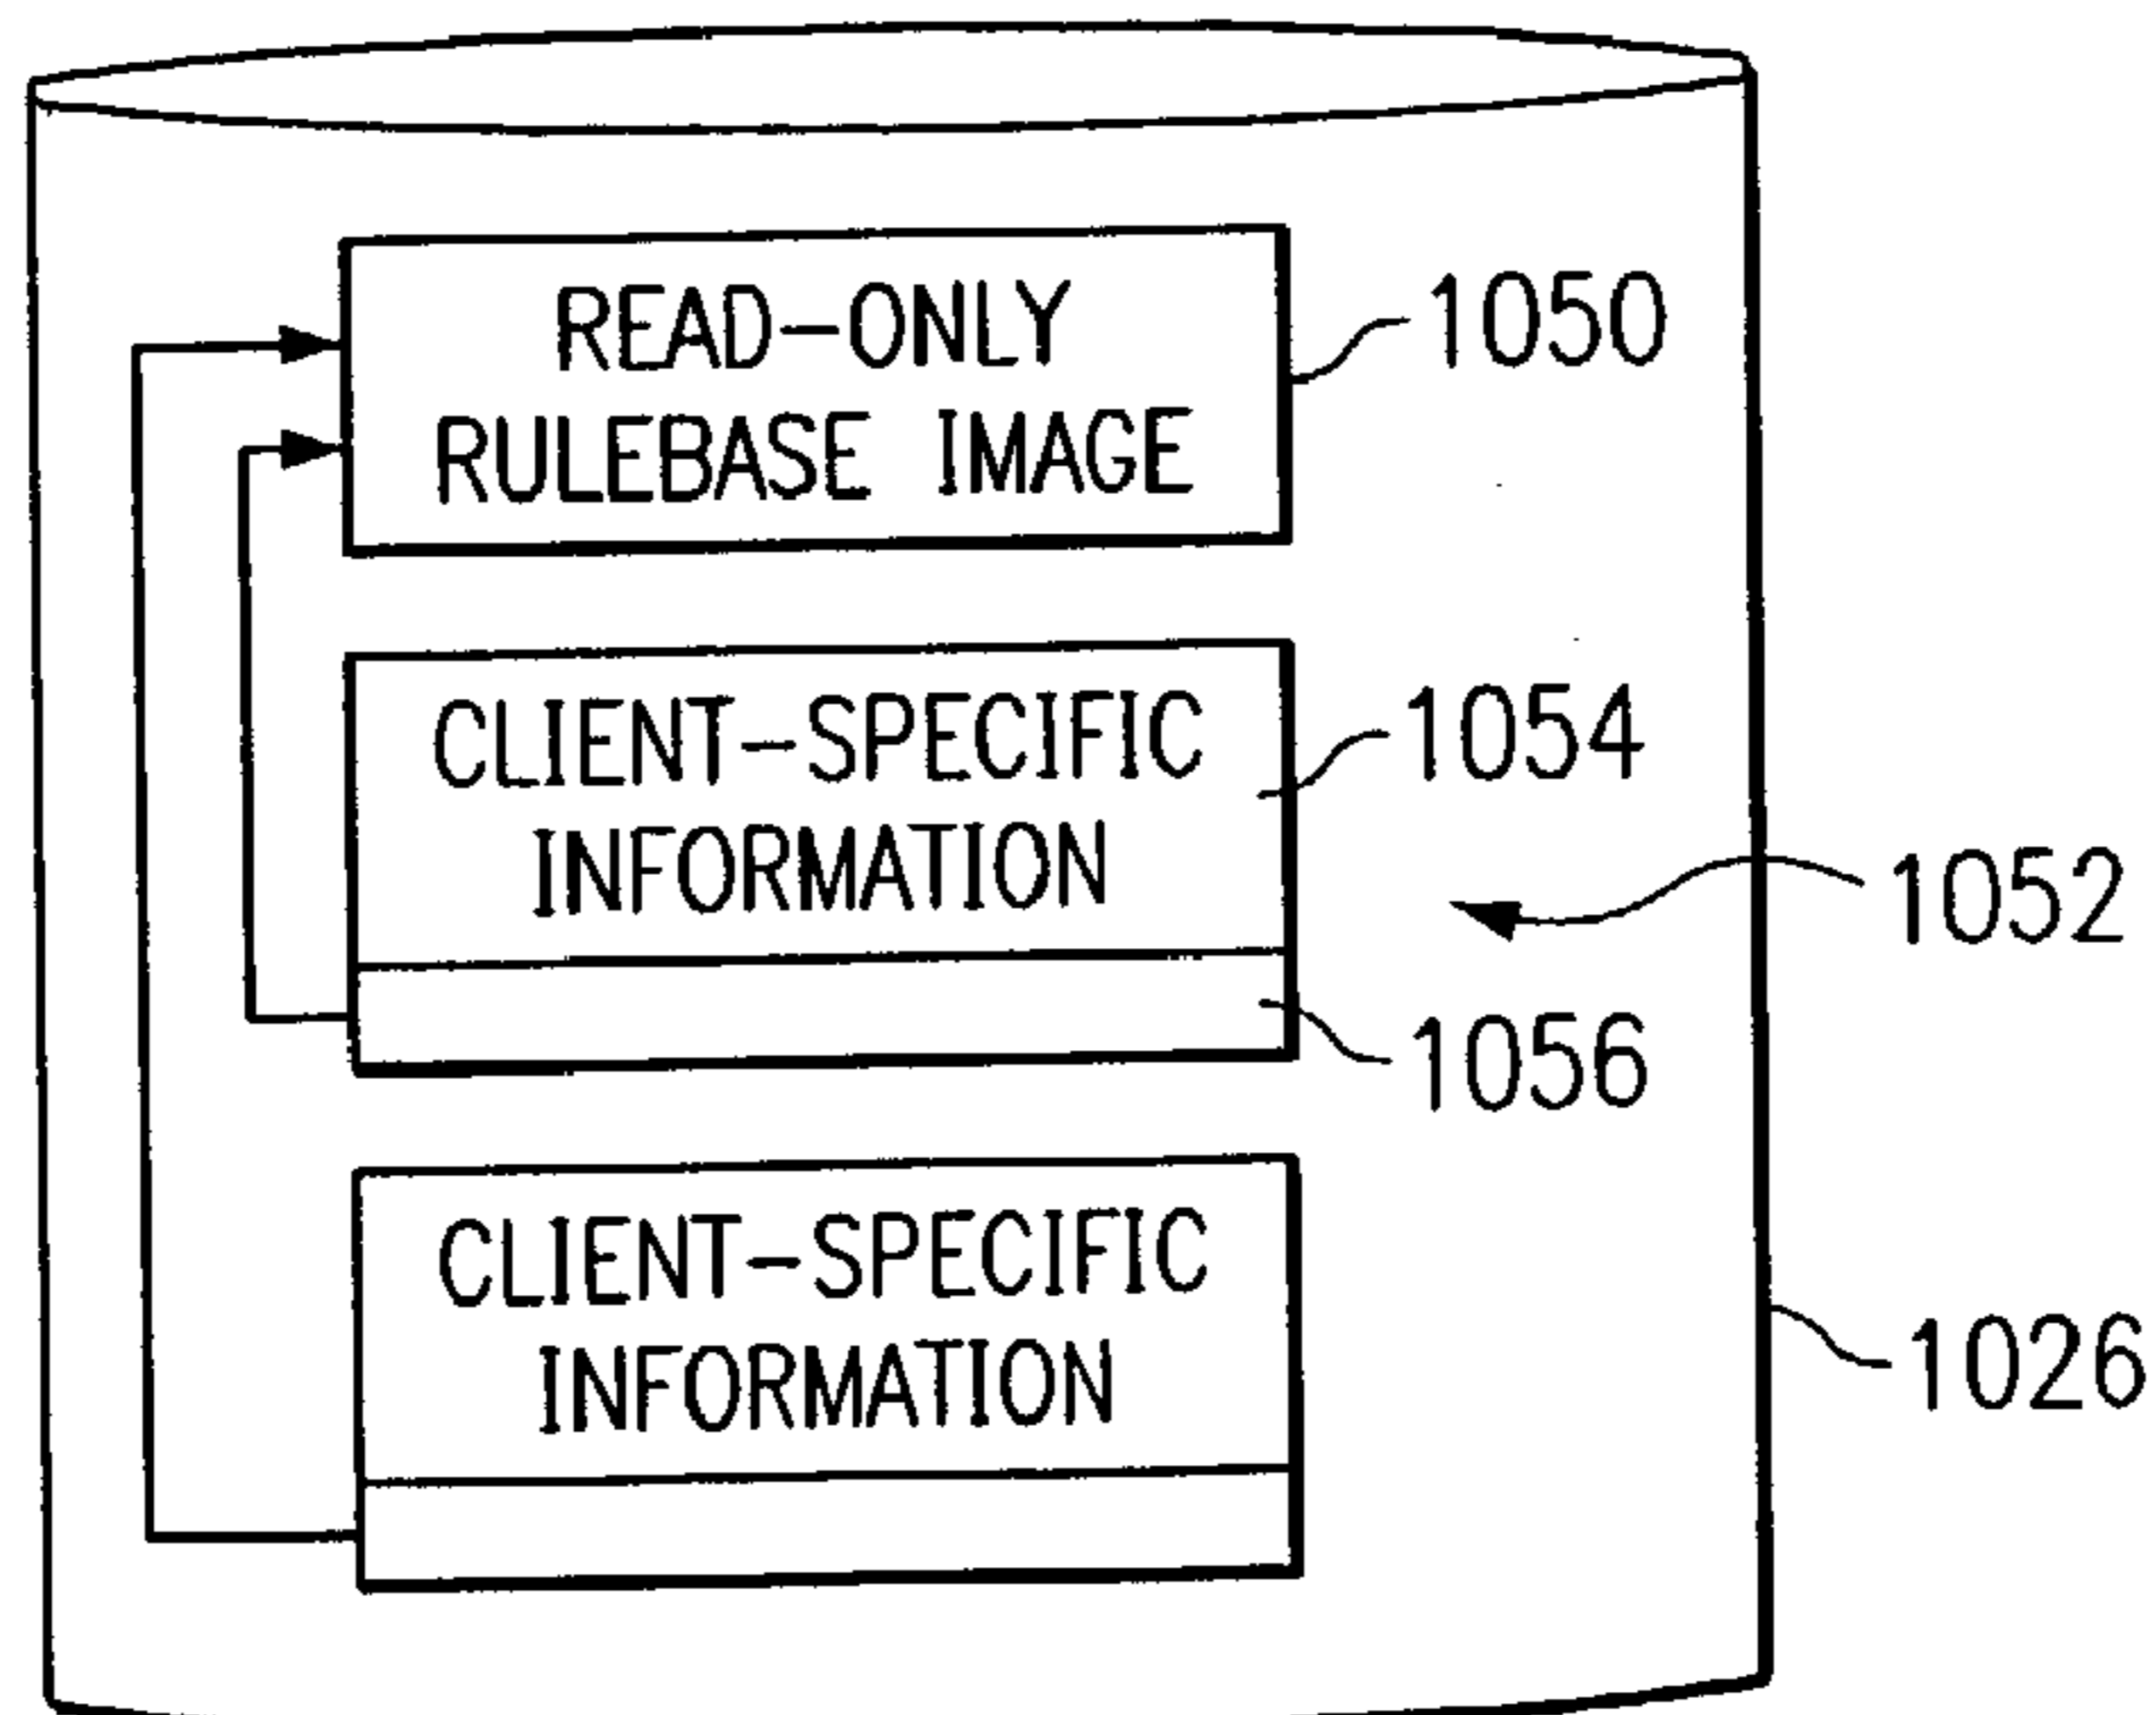 READ-ONLY
RULEBASE IMAGE
1050
CLIENT-SPECIFIC
INFORMATION
1054
1052
1056
CLIENT-SPECIFIC
INFORMATION
1026